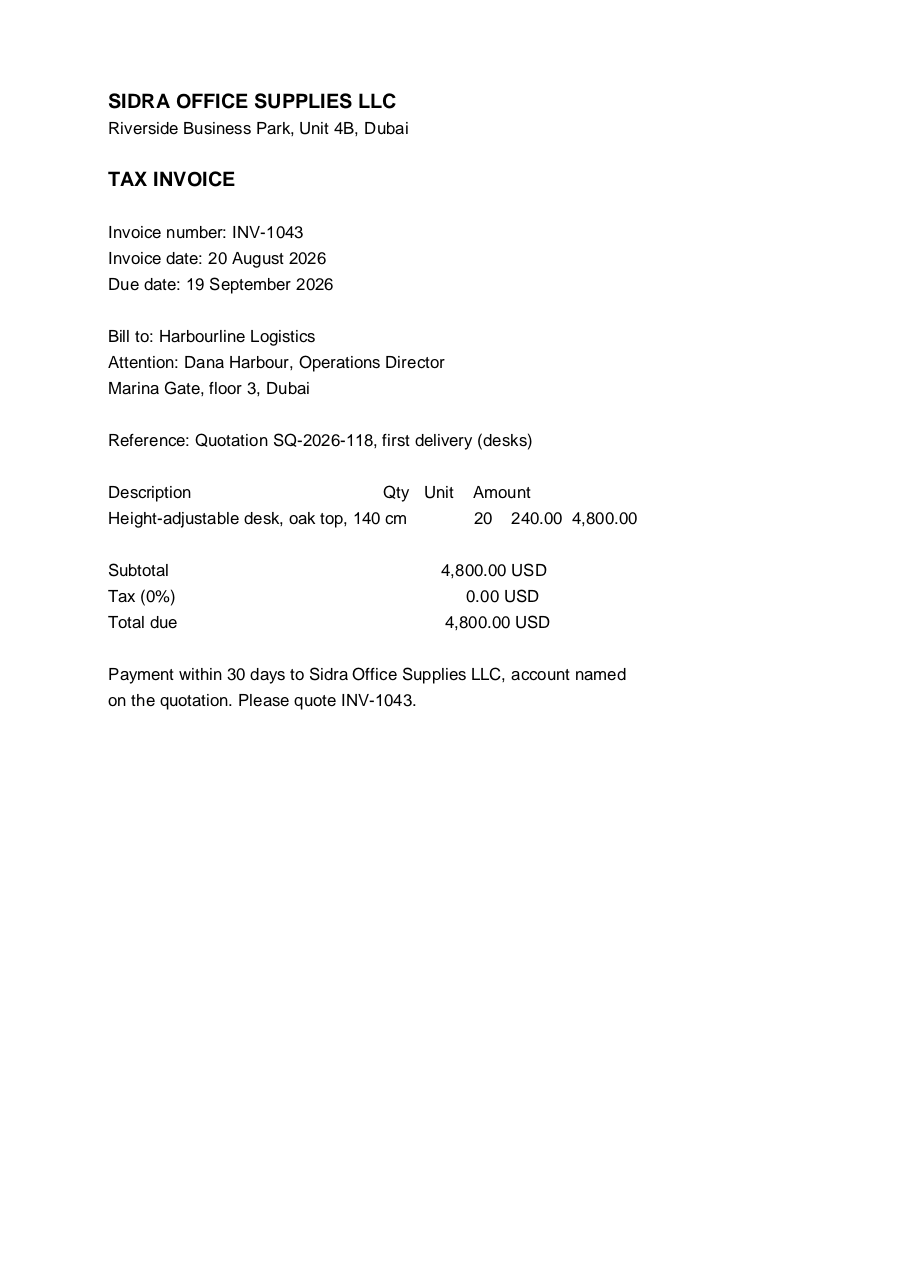 SIDRA OFFICE SUPPLIES LLC
Riverside Business Park, Unit 4B, Dubai
TAX INVOICE
Invoice number: INV-1043
Invoice date: 20 August 2026
Due date: 19 September 2026
Bill to: Harbourline Logistics
Attention: Dana Harbour, Operations Director
Marina Gate, floor 3, Dubai
Reference: Quotation SQ-2026-118, first delivery (desks)
Description Qty Unit Amount
Height-adjustable desk, oak top, 140 cm 20 240.00 4,800.00
Subtotal 4,800.00 USD
Tax (0%) 0.00 USD
Total due 4,800.00 USD
Payment within 30 days to Sidra Office Supplies LLC, account named
on the quotation. Please quote INV-1043.